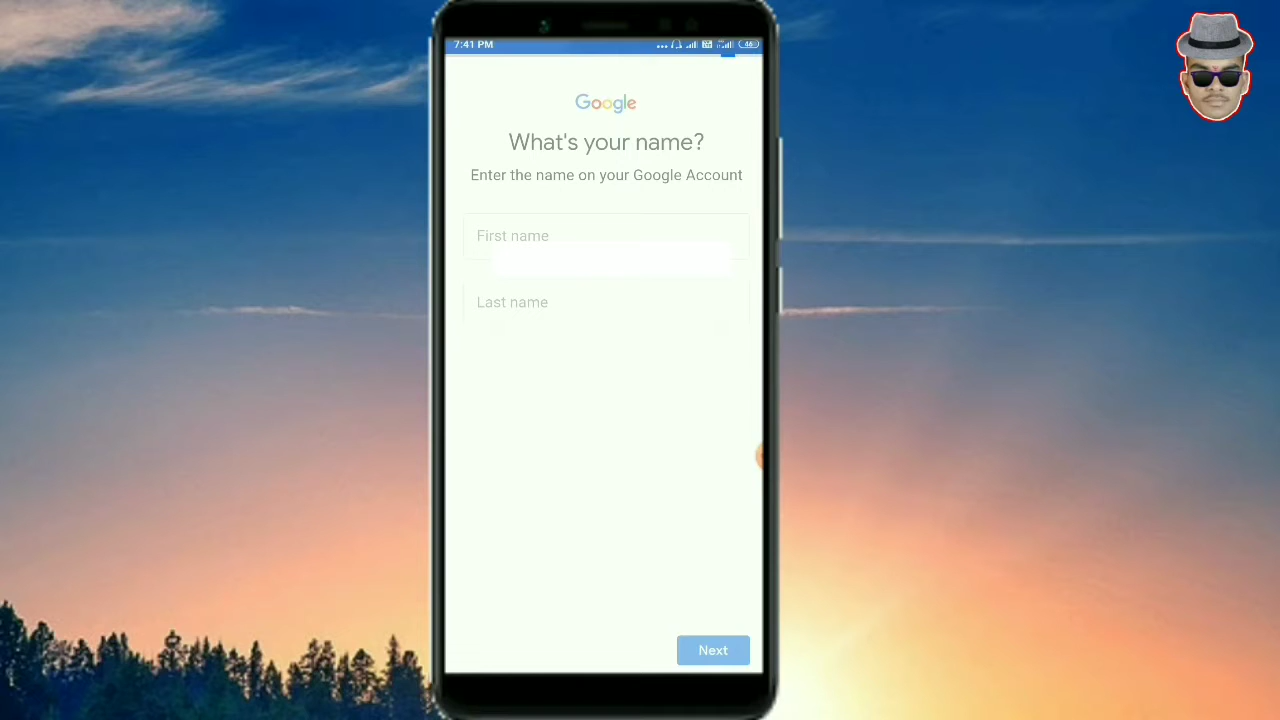 7:41 PM
46
Google
What's your name?
Enter the name on your Google Account
First name
Last name
Next